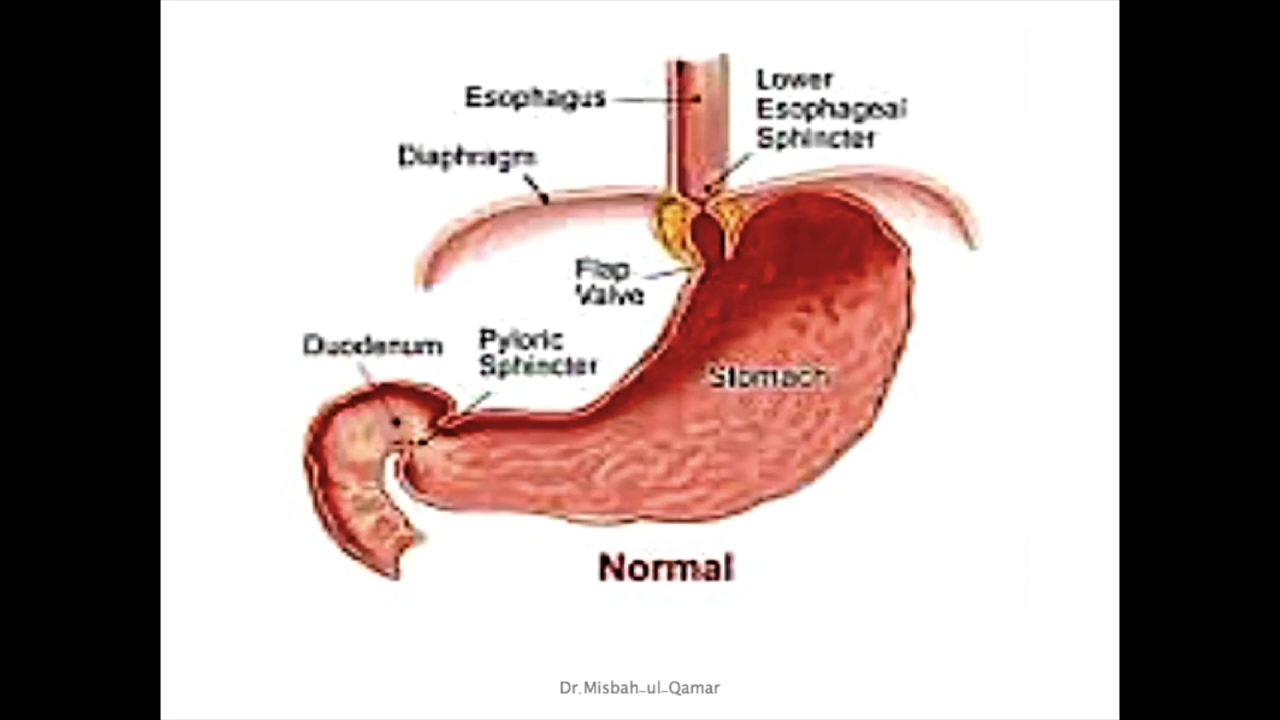 Esophagus
Lower
Esophageal
Sphincter
Diaphragm
Flap
Valve
Duodenum
Pyloric
Sphincter
Stomach
Normal
Dr.Misbah-ul-Qamar